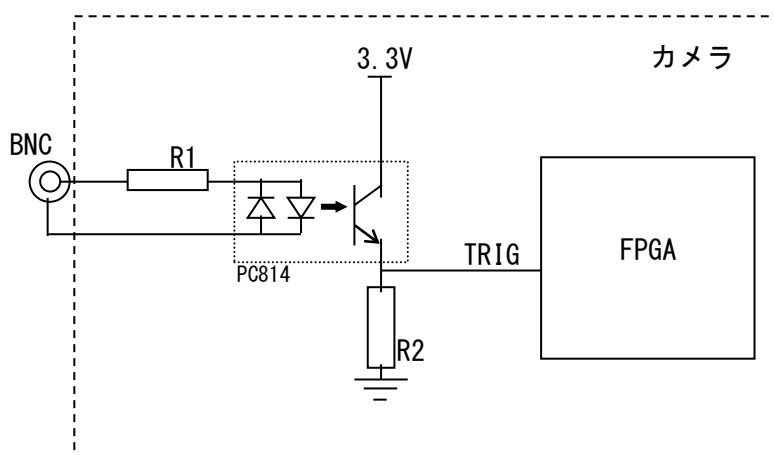 カメラ
3.3V
BNC
R1
PC814
TRIG
FPGA
R2